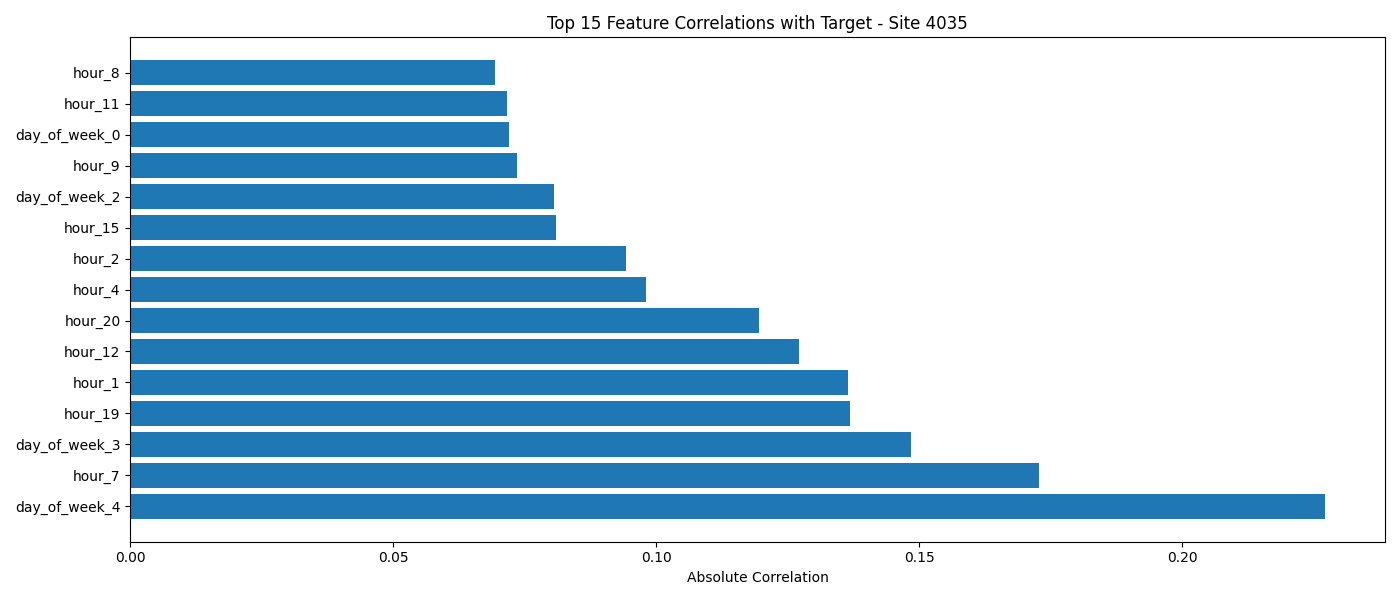 Top 15 Feature Correlations with Target - Site 4035
hour_8
hour_11
day_of_week_0
hour_9
day_of_week_2
hour_15
hour_2
hour_4
hour_20
hour_12
hour_1
hour_19
day_of_week_3
hour_7
day_of_week_4
0.00 0.05 0.10 0.15 0.20
Absolute Correlation